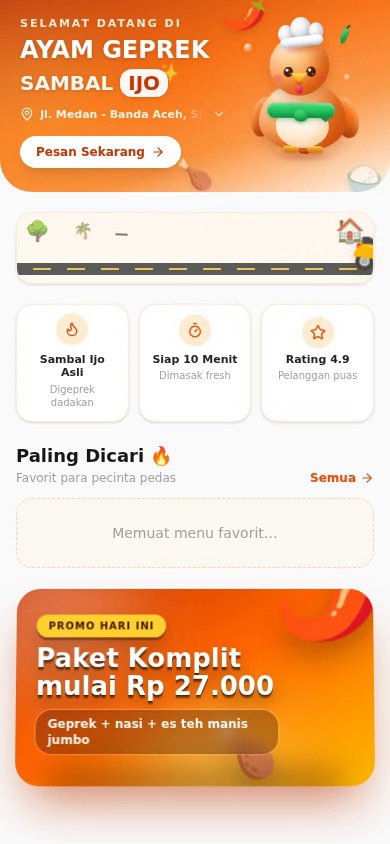 SELAMAT DATANG DI
AYAM GEPREK
SAMBAL IJO
Jl. Medan - Banda Aceh,
Pesan Sekarang →
Sambal Ijo Asli
Digeprek dadakan
Siap 10 Menit
Dimasak fresh
Rating 4.9
Pelanggan puas
Paling Dicari 🔥
Favorit para pecinta pedas
Semua →
Memuat menu favorit...
PROMO HARI INI
Paket Komplit
mulai Rp 27.000
Geprek + nasi + es teh manis
jumbo